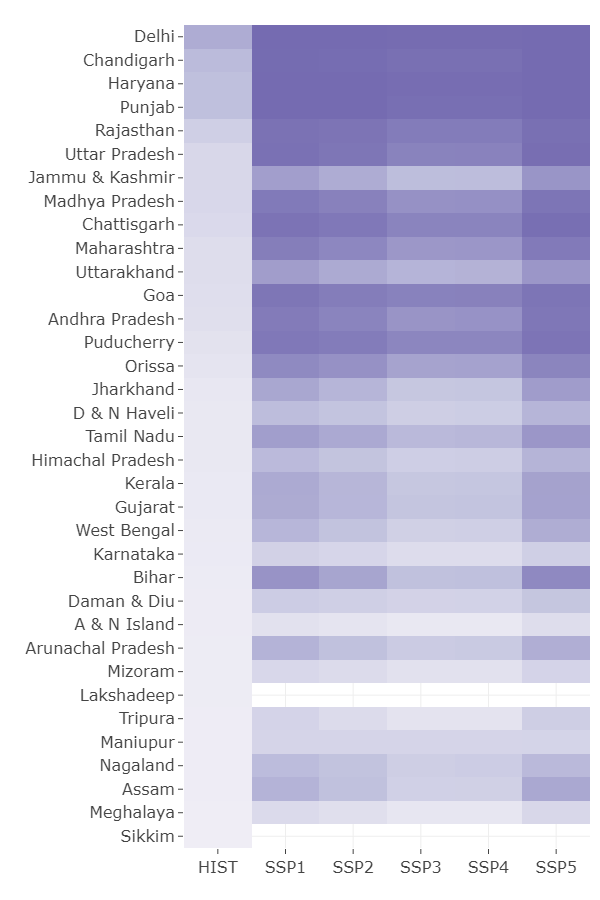 Delhi
Chandigarh
Haryana
Punjab
Rajasthan
Uttar Pradesh
Jammu & Kashmir
Madhya Pradesh
Chattisgarh
Maharashtra
Uttarakhand
Goa
Andhra Pradesh
Puducherry
Orissa
Jharkhand
D & N Haveli
Tamil Nadu
Himachal Pradesh
Kerala
Gujarat
West Bengal
Karnataka
Bihar
Daman & Diu
A & N Island
Arunachal Pradesh
Mizoram
Lakshadeep
Tripura
Maniupur
Nagaland
Assam
Meghalaya
Sikkim
HIST SSP1 SSP2 SSP3 SSP4 SSP5